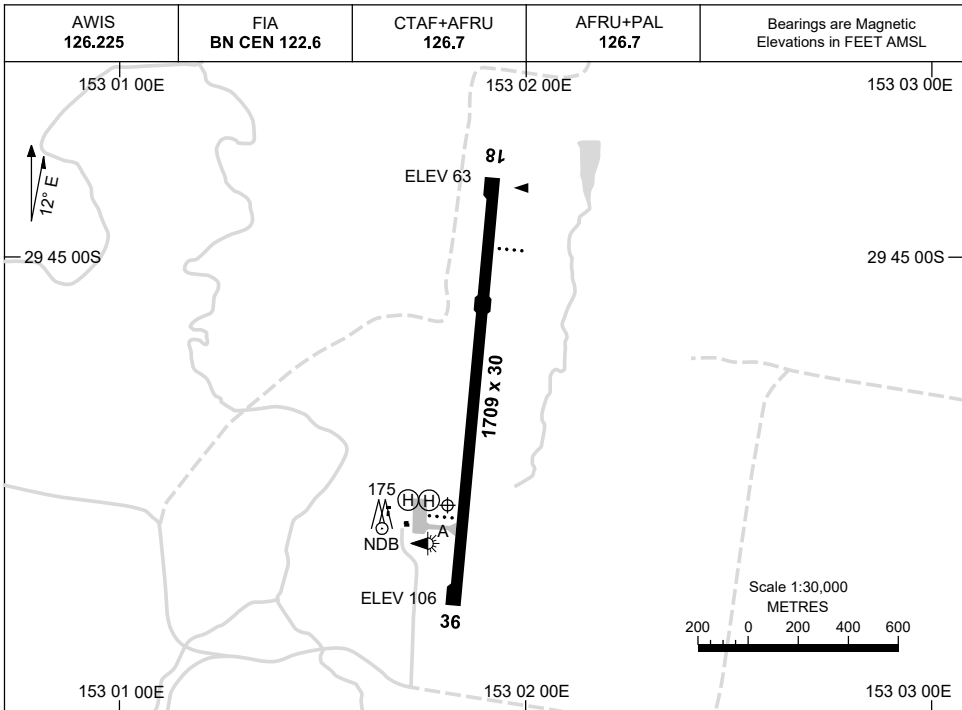 AWIS
126.225
FIA
BN CEN 122.6
CTAF+AFRU
126.7
AFRU+PAL
126.7
Bearings are Magnetic
Elevations in FEET AMSL
153 01 00E
153 02 00E
153 03 00E
12° E
18
ELEV 63
29 45 00S
29 45 00S
1709 x 30
175
H H
A
NDB
ELEV 106
36
Scale 1:30,000
METRES
200 0 200 400 600
153 01 00E
153 02 00E
153 03 00E